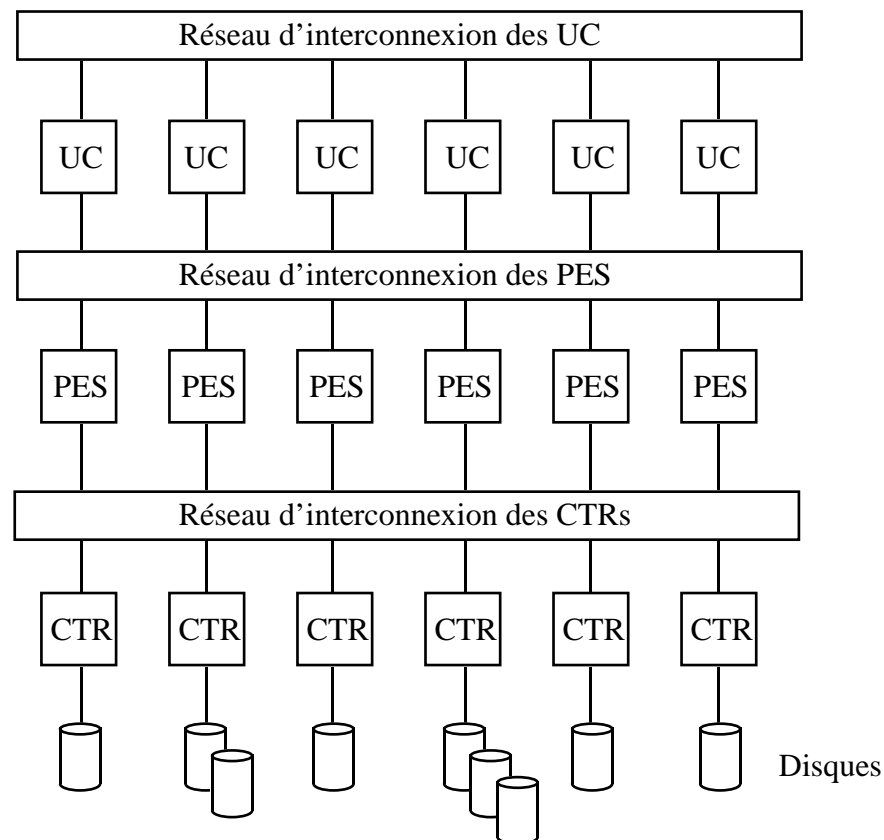 Réseau d’interconnexion des UC
UC UC UC UC UC UC
Réseau d’interconnexion des PES
PES PES PES PES PES PES
Réseau d’interconnexion des CTRs
CTR CTR CTR CTR CTR CTR
Disques